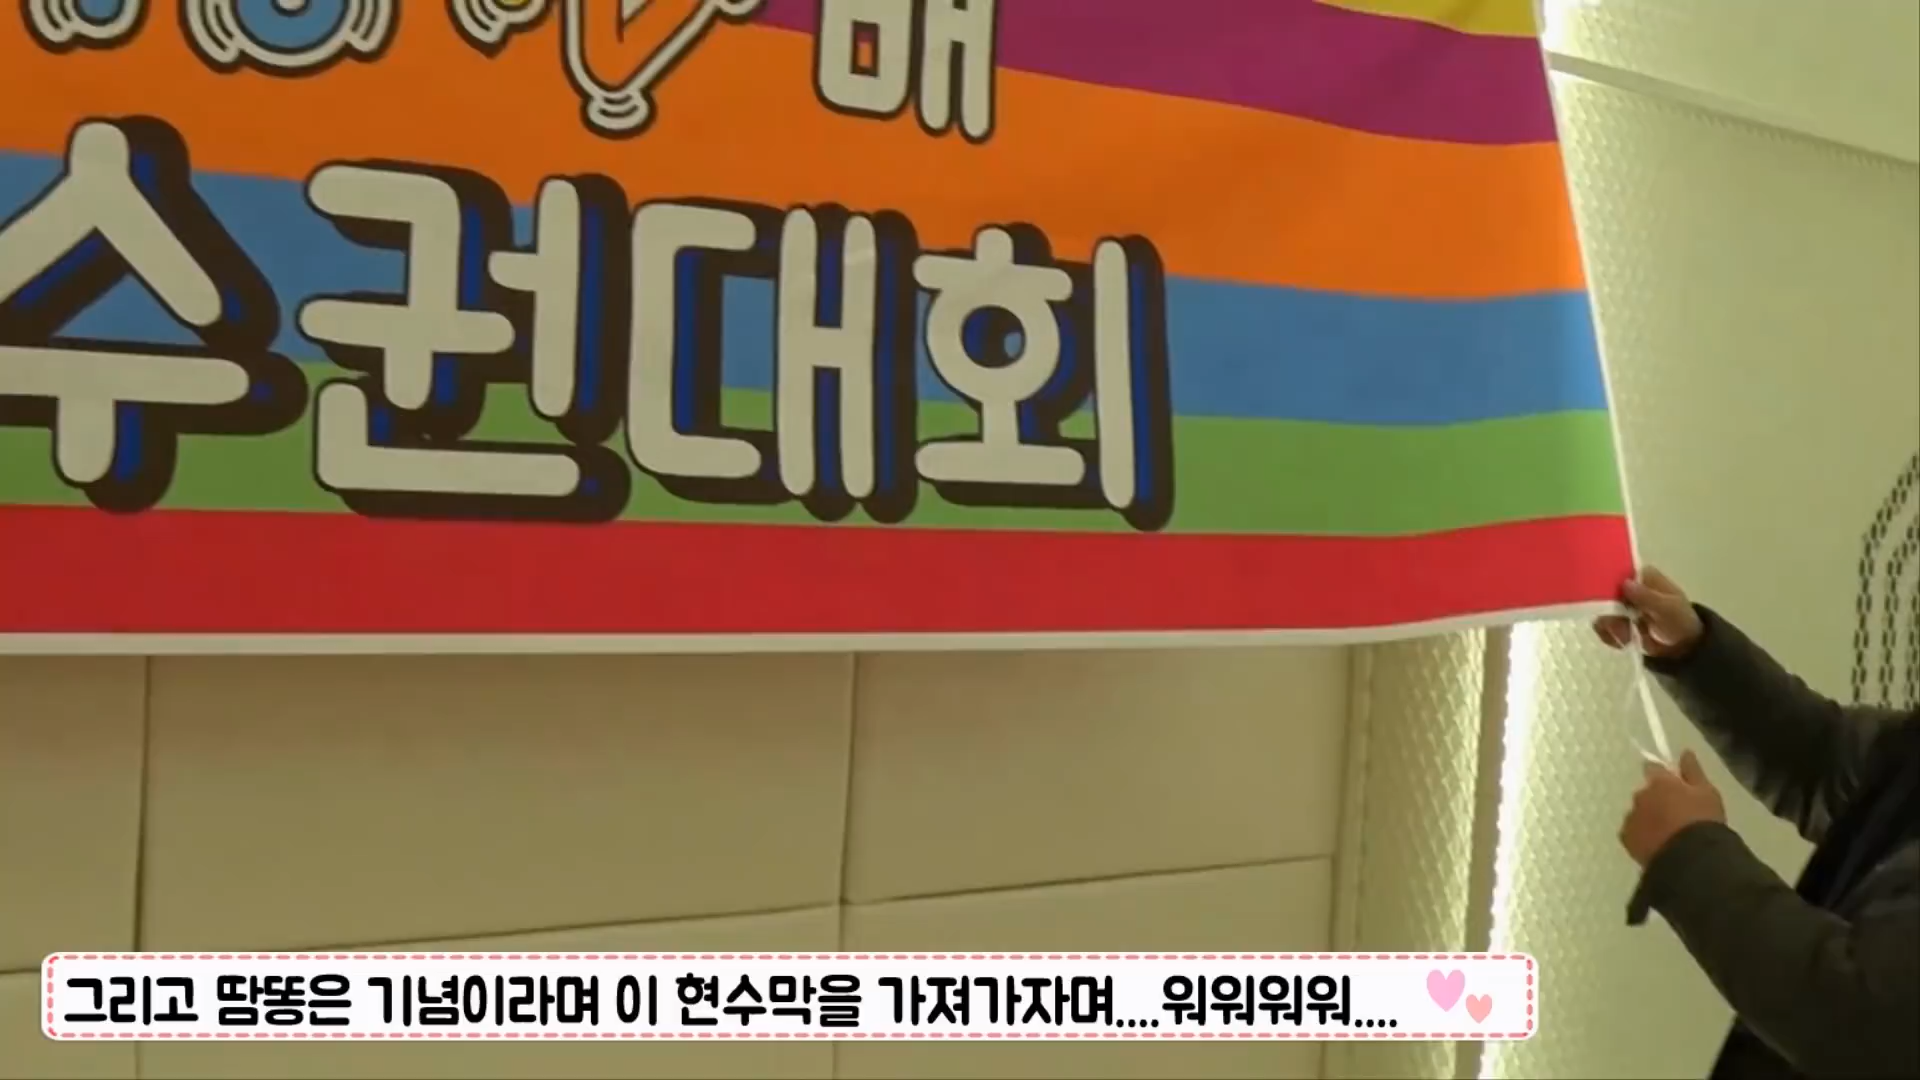 배
수권대회
그리고 땀똥은 기념이라며 이 현수막을 가져가자며....워워워워....